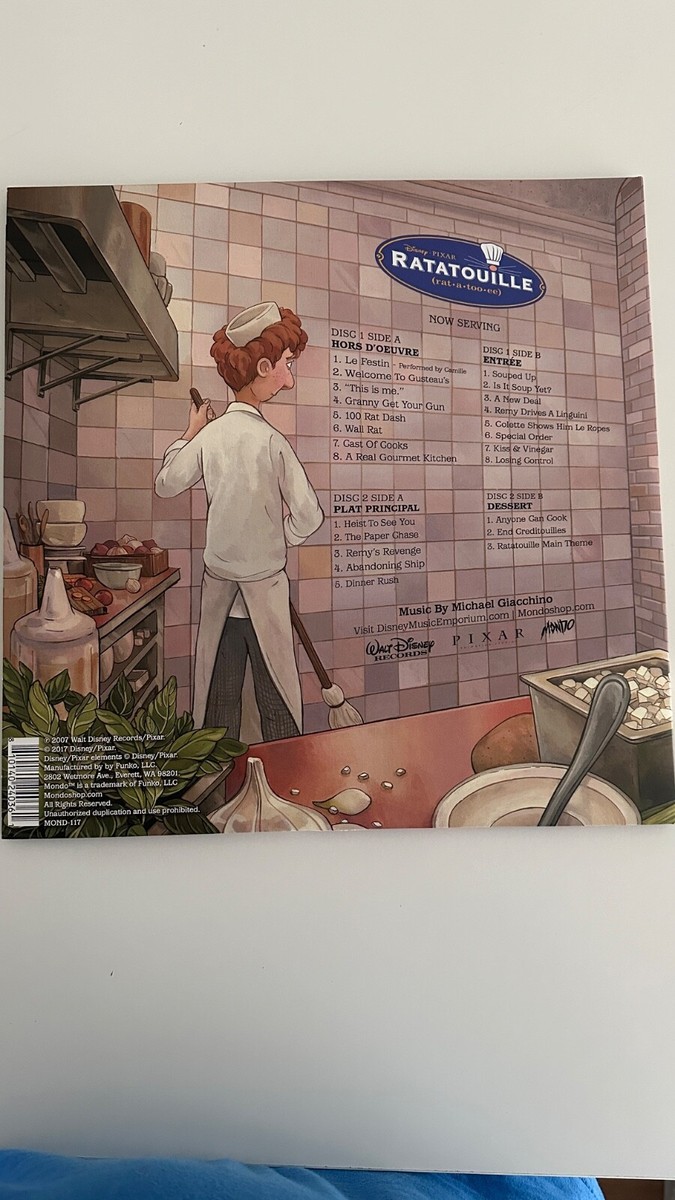 Disney · PIXAR
RATATOUILLE
(rat·a·too·ee)
NOW SERVING
DISC 1 SIDE A
HORS D'OEUVRE
1. Le Festin - Performed by Camille
2. Welcome To Gusteau's
3. "This is me."
4. Granny Get Your Gun
5. 100 Rat Dash
6. Wall Rat
7. Cast Of Cooks
8. A Real Gourmet Kitchen
DISC 1 SIDE B
ENTRÉE
1. Souped Up
2. Is It Soup Yet?
3. A New Deal
4. Remy Drives A Linguini
5. Colette Shows Him Le Ropes
6. Special Order
7. Kiss & Vinegar
8. Losing Control
DISC 2 SIDE A
PLAT PRINCIPAL
1. Heist To See You
2. The Paper Chase
3. Remy's Revenge
4. Abandoning Ship
5. Dinner Rush
DISC 2 SIDE B
DESSERT
1. Anyone Can Cook
2. End Creditouilles
3. Ratatouille Main Theme
Music By Michael Giacchino
Visit DisneyMusicEmporium.com | Mondoshop.com
WALT DISNEY
RECORDS
PIXAR
MONDO
℗ 2007 Walt Disney Records/Pixar.
© 2017 Disney/Pixar.
Disney/Pixar elements © Disney/Pixar.
Manufactured by by Funko, LLC.
2802 Wetmore Ave., Everett, WA 98201.
Mondo™ is a trademark of Funko, LLC
Mondoshop.com
All Rights Reserved.
Unauthorized duplication and use prohibited.
MOND-117